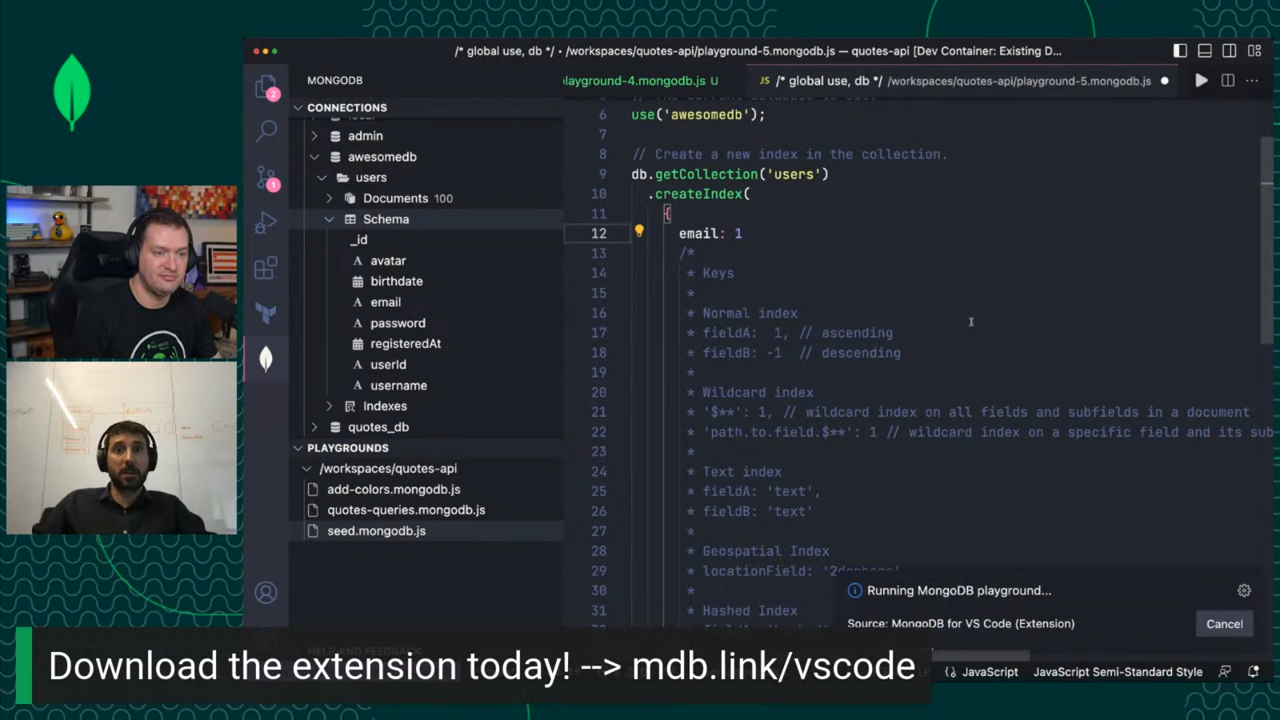 /* global use, db */ • /workspaces/quotes-api/playground-5.mongodb.js — quotes-api [Dev Container: Existing D...
MONGODB
CONNECTIONS
admin
awesomedb
users
Documents 100
Schema
_id
avatar
birthdate
email
password
registeredAt
userId
username
Indexes
quotes_db
PLAYGROUNDS
/workspaces/quotes-api
add-colors.mongodb.js
quotes-queries.mongodb.js
seed.mongodb.js
2
1
playground-4.mongodb.js U
JS /* global use, db */ /workspaces/quotes-api/playground-5.mongodb.js
6 use('awesomedb');
7
8 // Create a new index in the collection.
9 db.getCollection('users')
10 .createIndex(
11 {
12 email: 1
13 /*
14 * Keys
15 *
16 * Normal index
17 * fieldA: 1, // ascending
18 * fieldB: -1 // descending
19 *
20 * Wildcard index
21 * '$**': 1, // wildcard index on all fields and subfields in a document
22 * 'path.to.field.$**': 1 // wildcard index on a specific field and its sub
23 *
24 * Text index
25 * fieldA: 'text',
26 * fieldB: 'text'
27 *
28 * Geospatial Index
29 * locationField:
30 *
31 * Hashed Index
Running MongoDB playground...
Source: MongoDB for VS Code (Extension)
Cancel
HELP AND FEEDBACK
Download the extension today! --> mdb.link/vscode
{} JavaScript JavaScript Semi-Standard Style